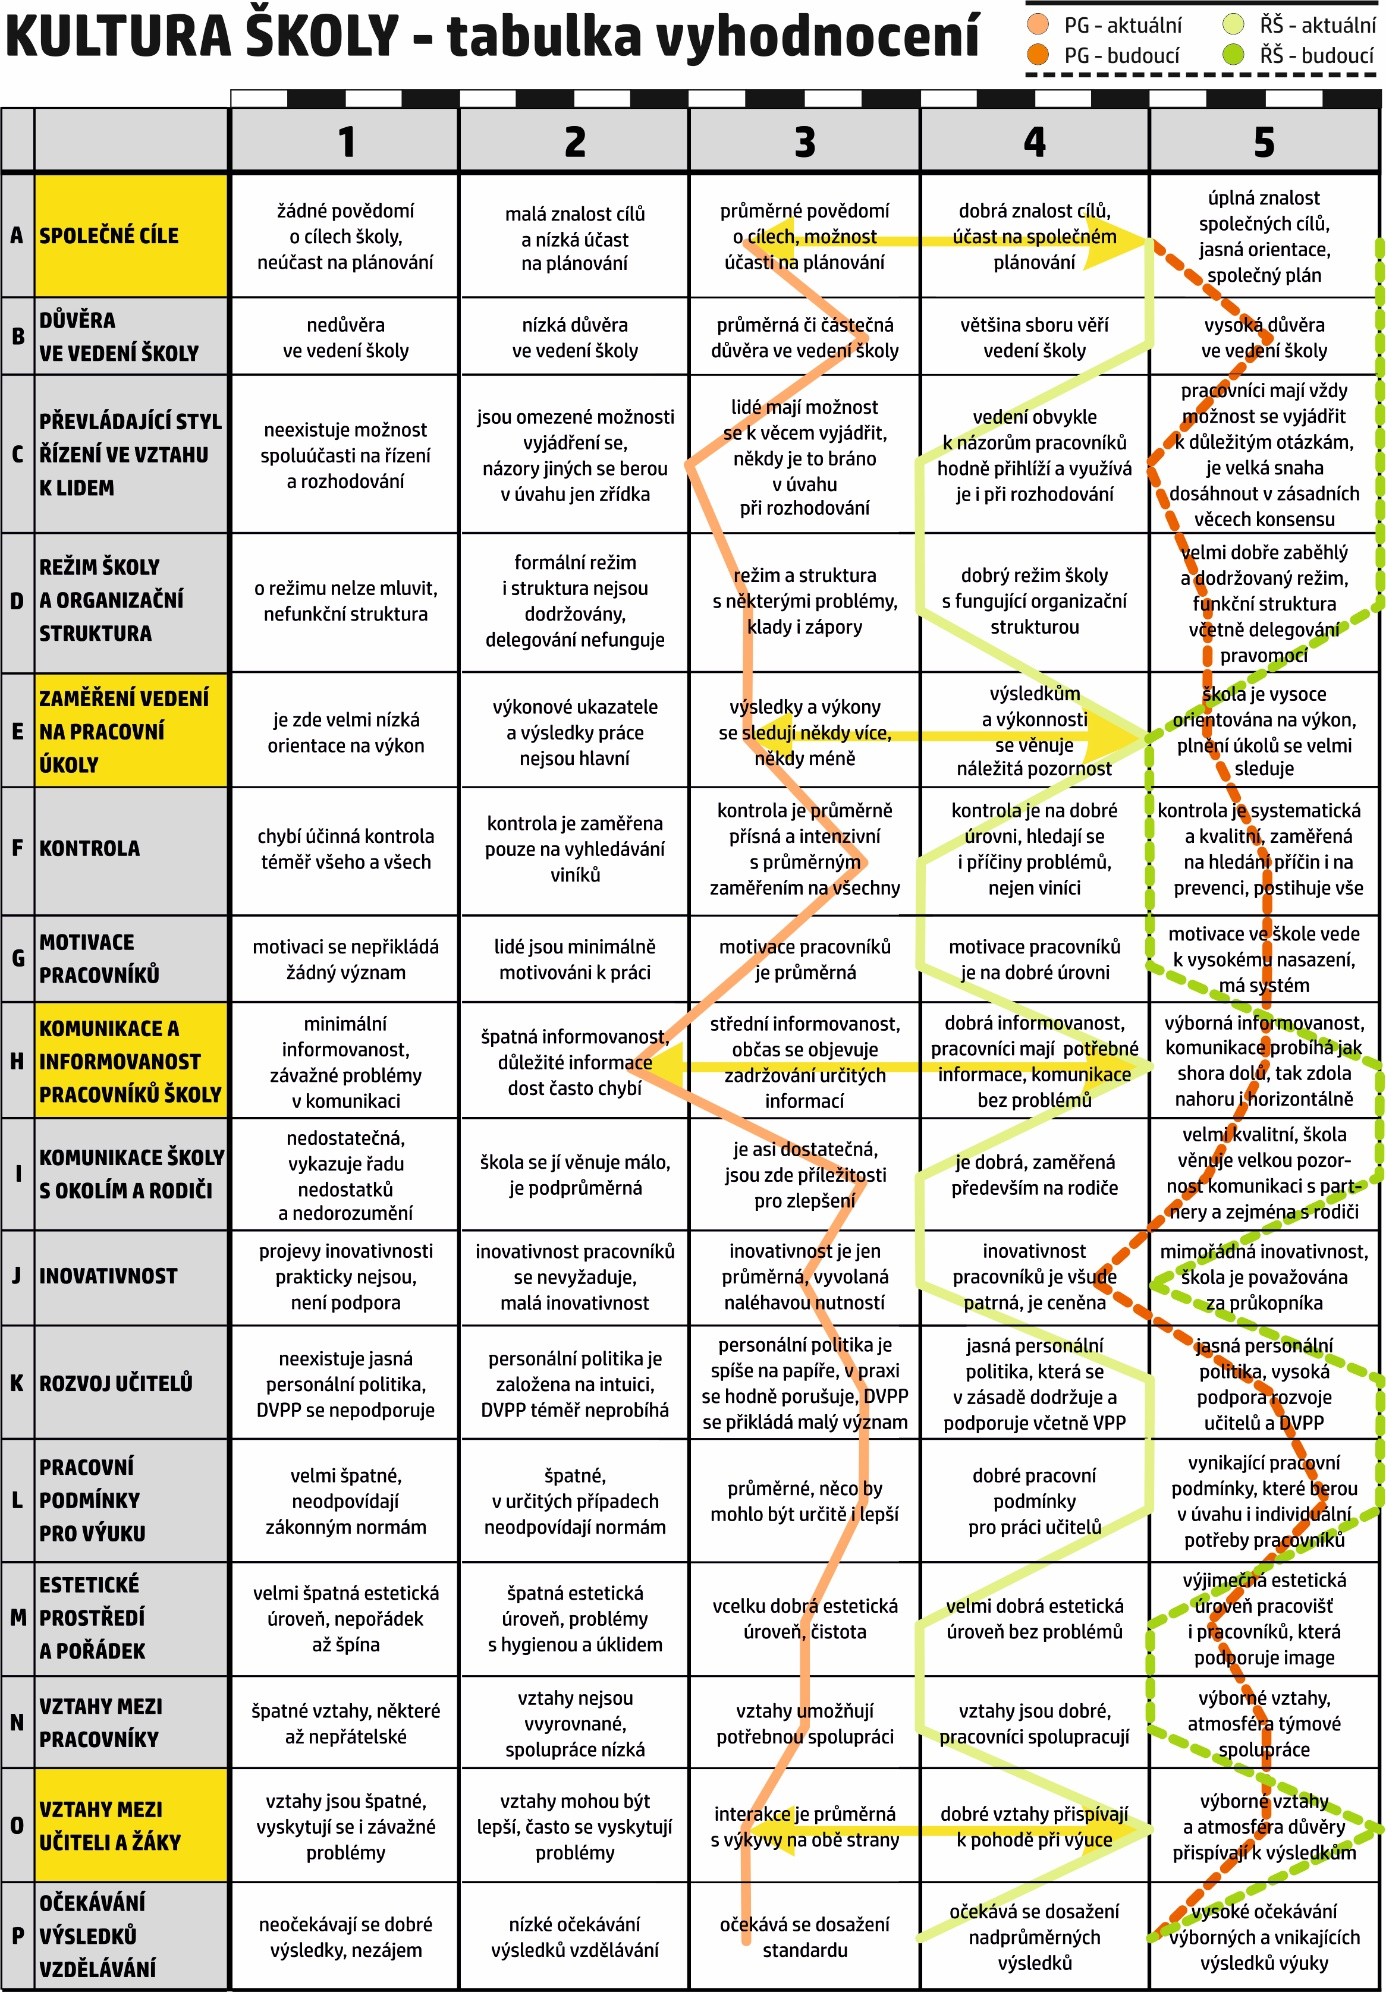 KULTURA ŠKOLY - tabulka vyhodnocení
PG - aktuální
ŘŠ - aktuální
PG - budoucí
ŘŠ - budoucí
1
2
3
4
5
A
SPOLEČNÉ CÍLE
žádné povědomí
o cílech školy,
neúčast na plánování
malá znalost cílů
a nízká účast
na plánování
průměrné povědomí
o cílech, možnost
účasti na plánování
dobrá znalost cílů,
účast na společném
plánování
úplná znalost
společných cílů,
jasná orientace,
společný plán
B
DŮVĚRA
VE VEDENÍ ŠKOLY
nedůvěra
ve vedení školy
nízká důvěra
ve vedení školy
průměrná či částečná
důvěra ve vedení školy
většina sboru věří
vedení školy
vysoká důvěra
ve vedení školy
C
PŘEVLÁDAJÍCÍ STYL
ŘÍZENÍ VE VZTAHU
K LIDEM
neexistuje možnost
spoluúčasti na řízení
a rozhodování
jsou omezené možnosti
vyjádření se,
názory jiných se berou
v úvahu jen zřídka
lidé mají možnost
se k věcem vyjádřit,
někdy je to bráno
v úvahu
při rozhodování
vedení obvykle
k názorům pracovníků
hodně přihlíží a využívá
je i při rozhodování
pracovníci mají vždy
možnost se vyjádřit
k důležitým otázkám,
je velká snaha
dosáhnout v zásadních
věcech konsensu
D
REŽIM ŠKOLY
A ORGANIZAČNÍ
STRUKTURA
o režimu nelze mluvit,
nefunkční struktura
formální režim
i struktura nejsou
dodržovány,
delegování nefunguje
režim a struktura
s některými problémy,
klady i zápory
dobrý režim školy
s fungující organizační
strukturou
velmi dobře zaběhlý
a dodržovaný režim,
funkční struktura
včetně delegování
pravomocí
E
ZAMĚŘENÍ VEDENÍ
NA PRACOVNÍ
ÚKOLY
je zde velmi nízká
orientace na výkon
výkonové ukazatele
a výsledky práce
nejsou hlavní
výsledky a výkony
se sledují někdy více,
někdy méně
výsledkům
a výkonnosti
se věnuje
náležitá pozornost
škola je vysoce
orientována na výkon,
plnění úkolů se velmi
sleduje
F
KONTROLA
chybí účinná kontrola
téměř všeho a všech
kontrola je zaměřena
pouze na vyhledávání
viníků
kontrola je průměrně
přísná a intenzivní
s průměrným
zaměřením na všechny
kontrola je na dobré
úrovni, hledají se
i příčiny problémů,
nejen viníci
kontrola je systematická
a kvalitní, zaměřená
na hledání příčin i na
prevenci, postihuje vše
G
MOTIVACE
PRACOVNÍKŮ
motivaci se nepřikládá
žádný význam
lidé jsou minimálně
motivováni k práci
motivace pracovníků
je průměrná
motivace pracovníků
je na dobré úrovni
motivace ve škole vede
k vysokému nasazení,
má systém
H
KOMUNIKACE A
INFORMOVANOST
PRACOVNÍKŮ ŠKOLY
minimální
informovanost,
závažné problémy
v komunikaci
špatná informovanost,
důležité informace
dost často chybí
střední informovanost,
občas se objevuje
zadržování určitých
informací
dobrá informovanost,
pracovníci mají potřebné
informace, komunikace
bez problémů
výborná informovanost,
komunikace probíhá jak
shora dolů, tak zdola
nahoru i horizontálně
I
KOMUNIKACE ŠKOLY
S OKOLÍM A RODIČI
nedostatečná,
vykazuje řadu
nedostatků
a nedorozumění
škola se jí věnuje málo,
je podprůměrná
je asi dostatečná,
jsou zde příležitosti
pro zlepšení
je dobrá, zaměřená
především na rodiče
velmi kvalitní, škola
věnuje velkou pozor-
nost komunikaci s part-
nery a zejména s rodiči
J
INOVATIVNOST
projevy inovativnosti
prakticky nejsou,
není podpora
inovativnost pracovníků
se nevyžaduje,
malá inovativnost
inovativnost je jen
průměrná, vyvolaná
naléhavou nutností
inovativnost
pracovníků je všude
patrná, je ceněna
mimořádná inovativnost,
škola je považována
za průkopníka
K
ROZVOJ UČITELŮ
neexistuje jasná
personální politika,
DVPP se nepodporuje
personální politika je
založena na intuici,
DVPP téměř neprobíhá
personální politika je
spíše na papíře, v praxi
se hodně porušuje, DVPP
se přikládá malý význam
jasná personální
politika, která se
v zásadě dodržuje a
podporuje včetně VPP
jasná personální
politika, vysoká
podpora rozvoje
učitelů a DVPP
L
PRACOVNÍ
PODMÍNKY
PRO VÝUKU
velmi špatné,
neodpovídají
zákonným normám
špatné,
v určitých případech
neodpovídají normám
průměrné, něco by
mohlo být určitě i lepší
dobré pracovní
podmínky
pro práci učitelů
vynikající pracovní
podmínky, které berou
v úvahu i individuální
potřeby pracovníků
M
ESTETICKÉ
PROSTŘEDÍ
A POŘÁDEK
velmi špatná estetická
úroveň, nepořádek
až špína
špatná estetická
úroveň, problémy
s hygienou a úklidem
vcelku dobrá estetická
úroveň, čistota
velmi dobrá estetická
úroveň bez problémů
výjimečná estetická
úroveň pracovišť
i pracovníků, která
podporuje image
N
VZTAHY MEZI
PRACOVNÍKY
špatné vztahy, některé
až nepřátelské
vztahy nejsou
vvyrovnané,
spolupráce nízká
vztahy umožňují
potřebnou spolupráci
vztahy jsou dobré,
pracovníci spolupracují
výborné vztahy,
atmosféra týmové
spolupráce
O
VZTAHY MEZI
UČITELI A ŽÁKY
vztahy jsou špatné,
vyskytují se i závažné
problémy
vztahy mohou být
lepší, často se vyskytují
problémy
interakce je průměrná
s výkyvy na obě strany
dobré vztahy přispívají
k pohodě při výuce
výborné vztahy
a atmosféra důvěry
přispívají k výsledkům
P
OČEKÁVÁNÍ
VÝSLEDKŮ
VZDĚLÁVÁNÍ
neočekávají se dobré
výsledky, nezájem
nízké očekávání
výsledků vzdělávání
očekává se dosažení
standardu
očekává se dosažení
nadprůměrných
výsledků
vysoké očekávání
výborných a vnikajících
výsledků výuky